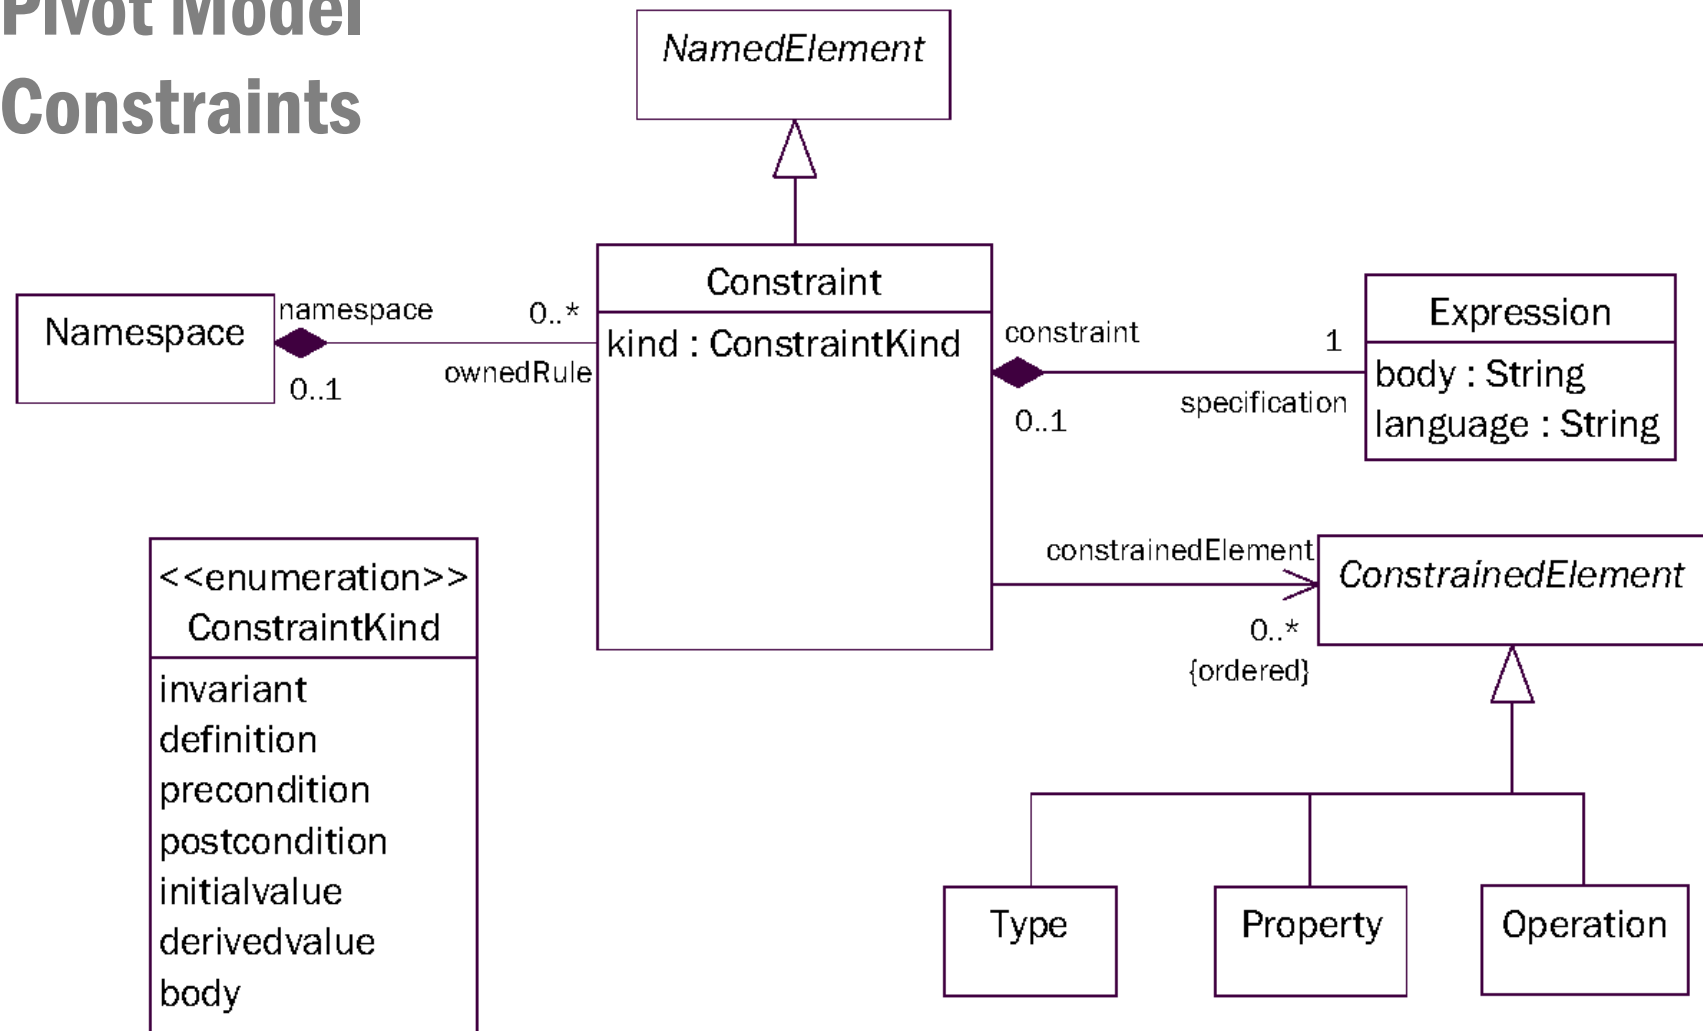 Pivot Model
Constraints
NamedElement
Namespace
namespace
0..1
0..*
ownedRule
Constraint
kind : ConstraintKind
constraint
0..1
1
specification
Expression
body : String
language : String
constrainedElement
0..*
{ordered}
ConstrainedElement
<<enumeration>>
ConstraintKind
invariant
definition
precondition
postcondition
initialvalue
derivedvalue
body
Type
Property
Operation